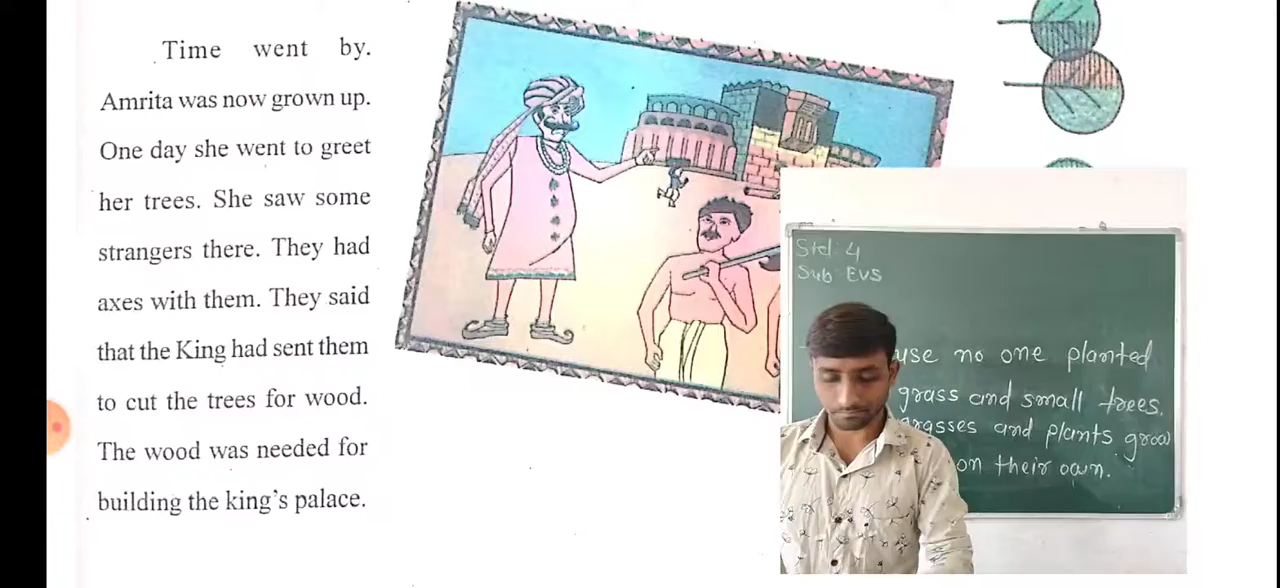 Time went by.
Amrita was now grown up.
One day she went to greet
her trees. She saw some
strangers there. They had
axes with them. They said
that the King had sent them
to cut the trees for wood.
The wood was needed for
building the king's palace.
Std: 4
Sub EVS
use no one planted
grass and small trees.
grasses and plants grow
on their own.